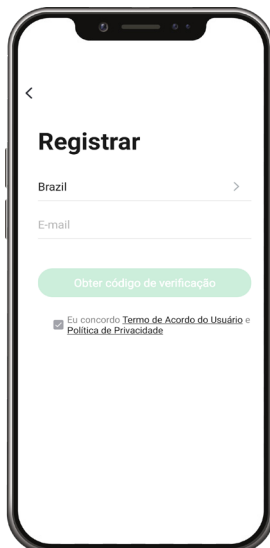 Registrar
Brazil
E-mail
Obter código de verificação
Eu concordo Termo de Acordo do Usuário e
Política de Privacidade